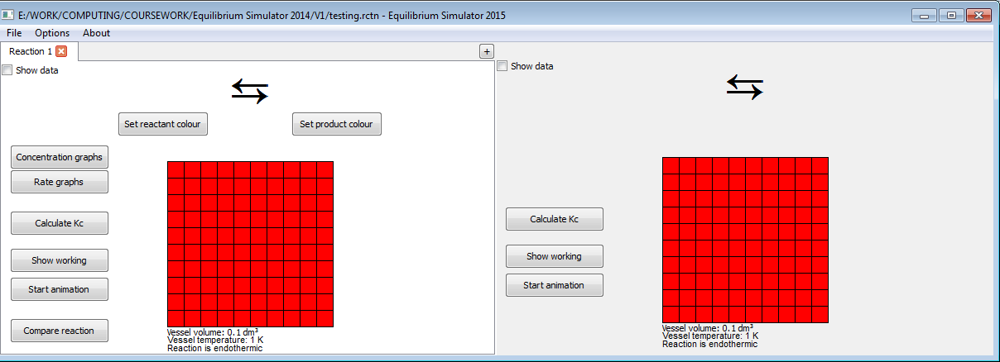 E:/WORK/COMPUTING/COURSEWORK/Equilibrium Simulator 2014/V1/testing.rctn - Equilibrium Simulator 2015
File Options About
Reaction 1 +
Show data
⇆
Set reactant colour Set product colour
Concentration graphs
Rate graphs
Calculate Kc
Show working
Start animation
Compare reaction
Vessel volume: 0.1 dm³
Vessel temperature: 1 K
Reaction is endothermic
Show data
⇆
Calculate Kc
Show working
Start animation
Vessel volume: 0.1 dm³
Vessel temperature: 1 K
Reaction is endothermic